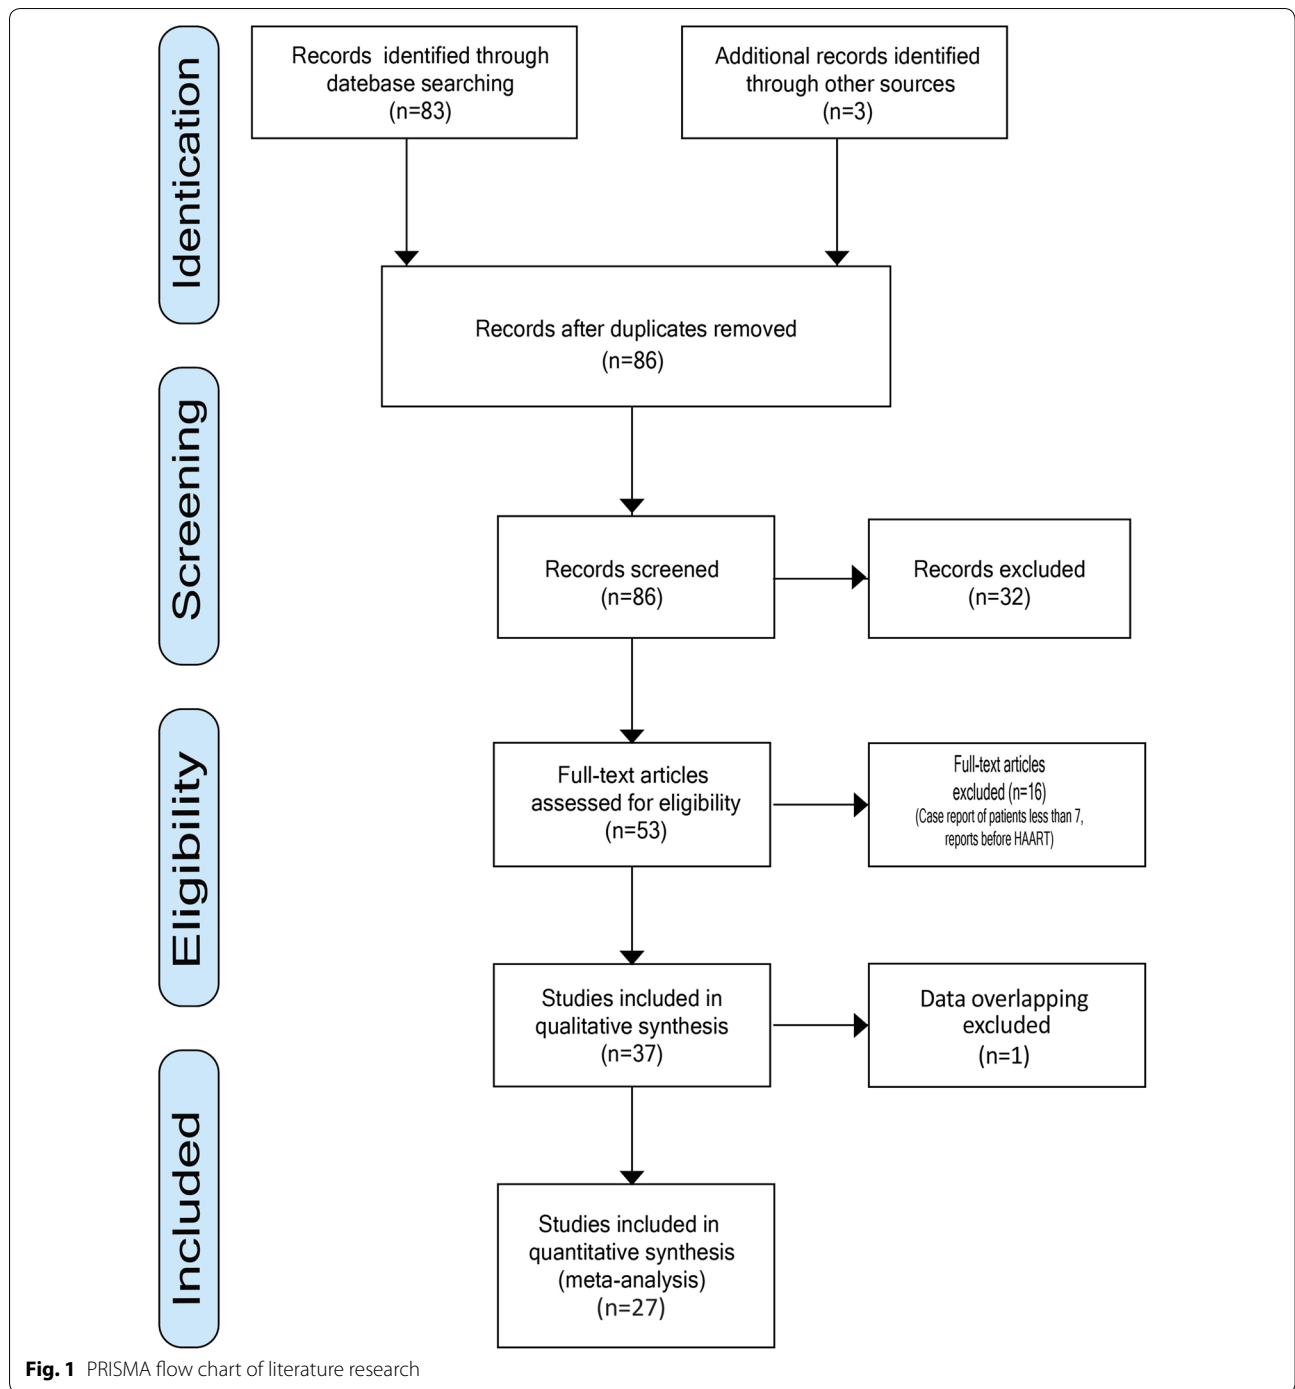 Identication
Records identified through
datebase searching
(n=83)
Additional records identified
through other sources
(n=3)
Records after duplicates removed
(n=86)
Screening
Records screened
(n=86)
Records excluded
(n=32)
Eligibility
Full-text articles
assessed for eligibility
(n=53)
Full-text articles
excluded (n=16)
(Case report of patients less than 7,
reports before HAART)
Studies included in
qualitative synthesis
(n=37)
Data overlapping
excluded
(n=1)
Included
Studies included in
quantitative synthesis
(meta-analysis)
(n=27)
Fig. 1 PRISMA flow chart of literature research